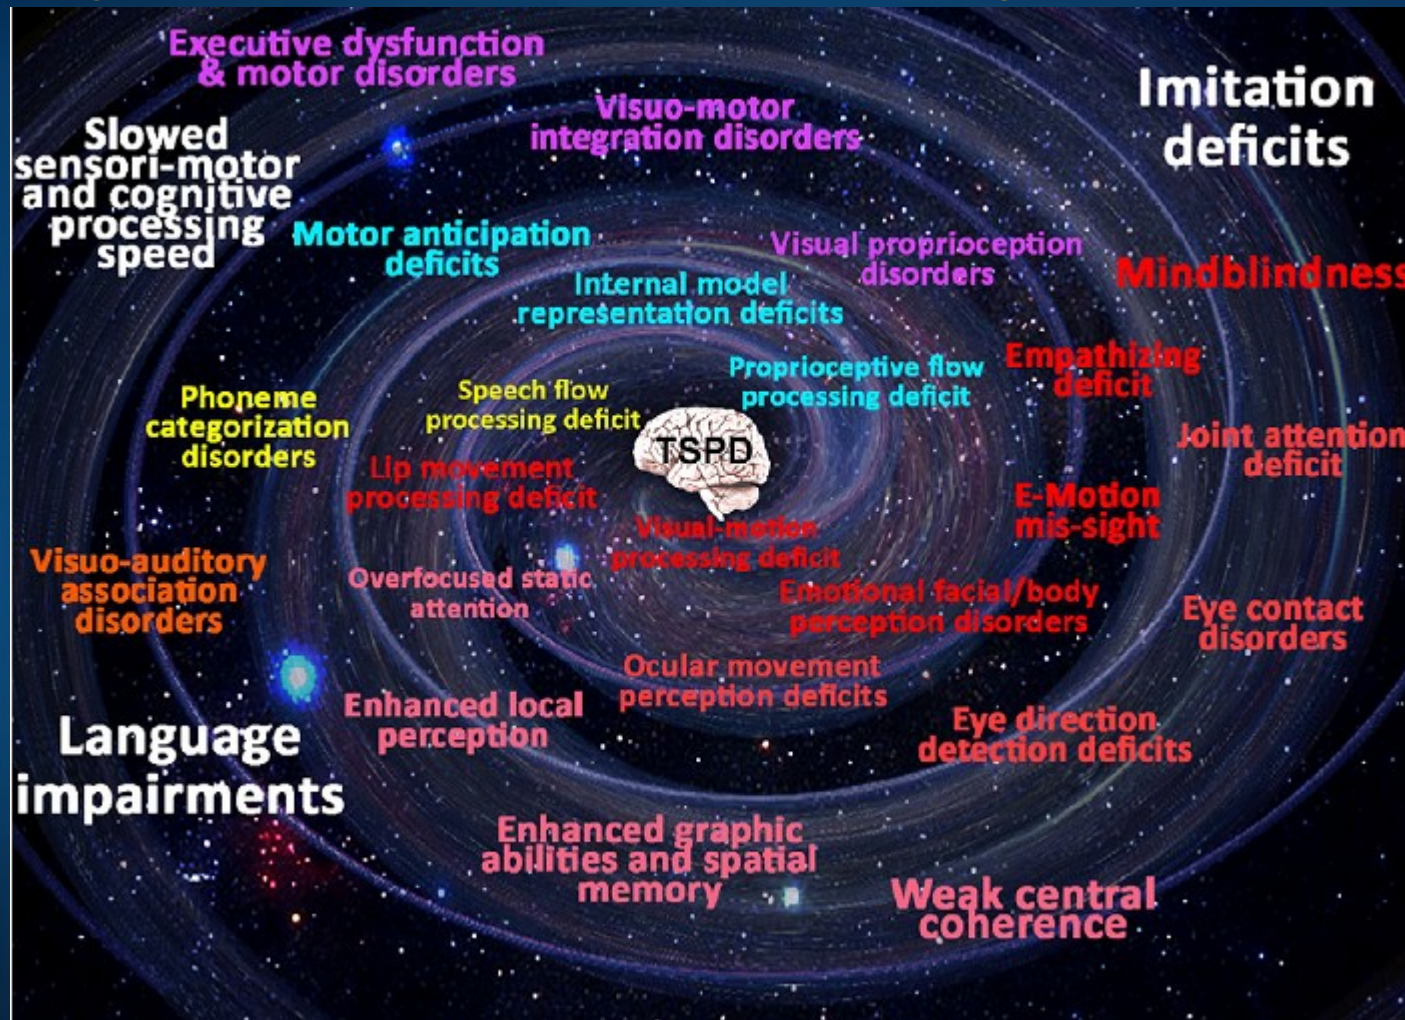 Executive dysfunction
& motor disorders
Imitation
deficits
Visuo-motor
integration disorders
Slowed
sensori-motor
and cognitive
processing
speed
Motor anticipation
deficits
Visual proprioception
disorders
Mindblindness
Internal model
representation deficits
Empathizing
deficit
Proprioceptive flow
processing deficit
Speech flow
processing deficit
Phoneme
categorization
disorders
TSPD
Joint attention
deficit
Lip movement
processing deficit
E-Motion
mis-sight
Visual-motion
processing deficit
Visuo-auditory
association
disorders
Overfocused static
attention
Emotional facial/body
perception disorders
Eye contact
disorders
Ocular movement
perception deficits
Enhanced local
perception
Eye direction
detection deficits
Language
impairments
Enhanced graphic
abilities and spatial
memory
Weak central
coherence